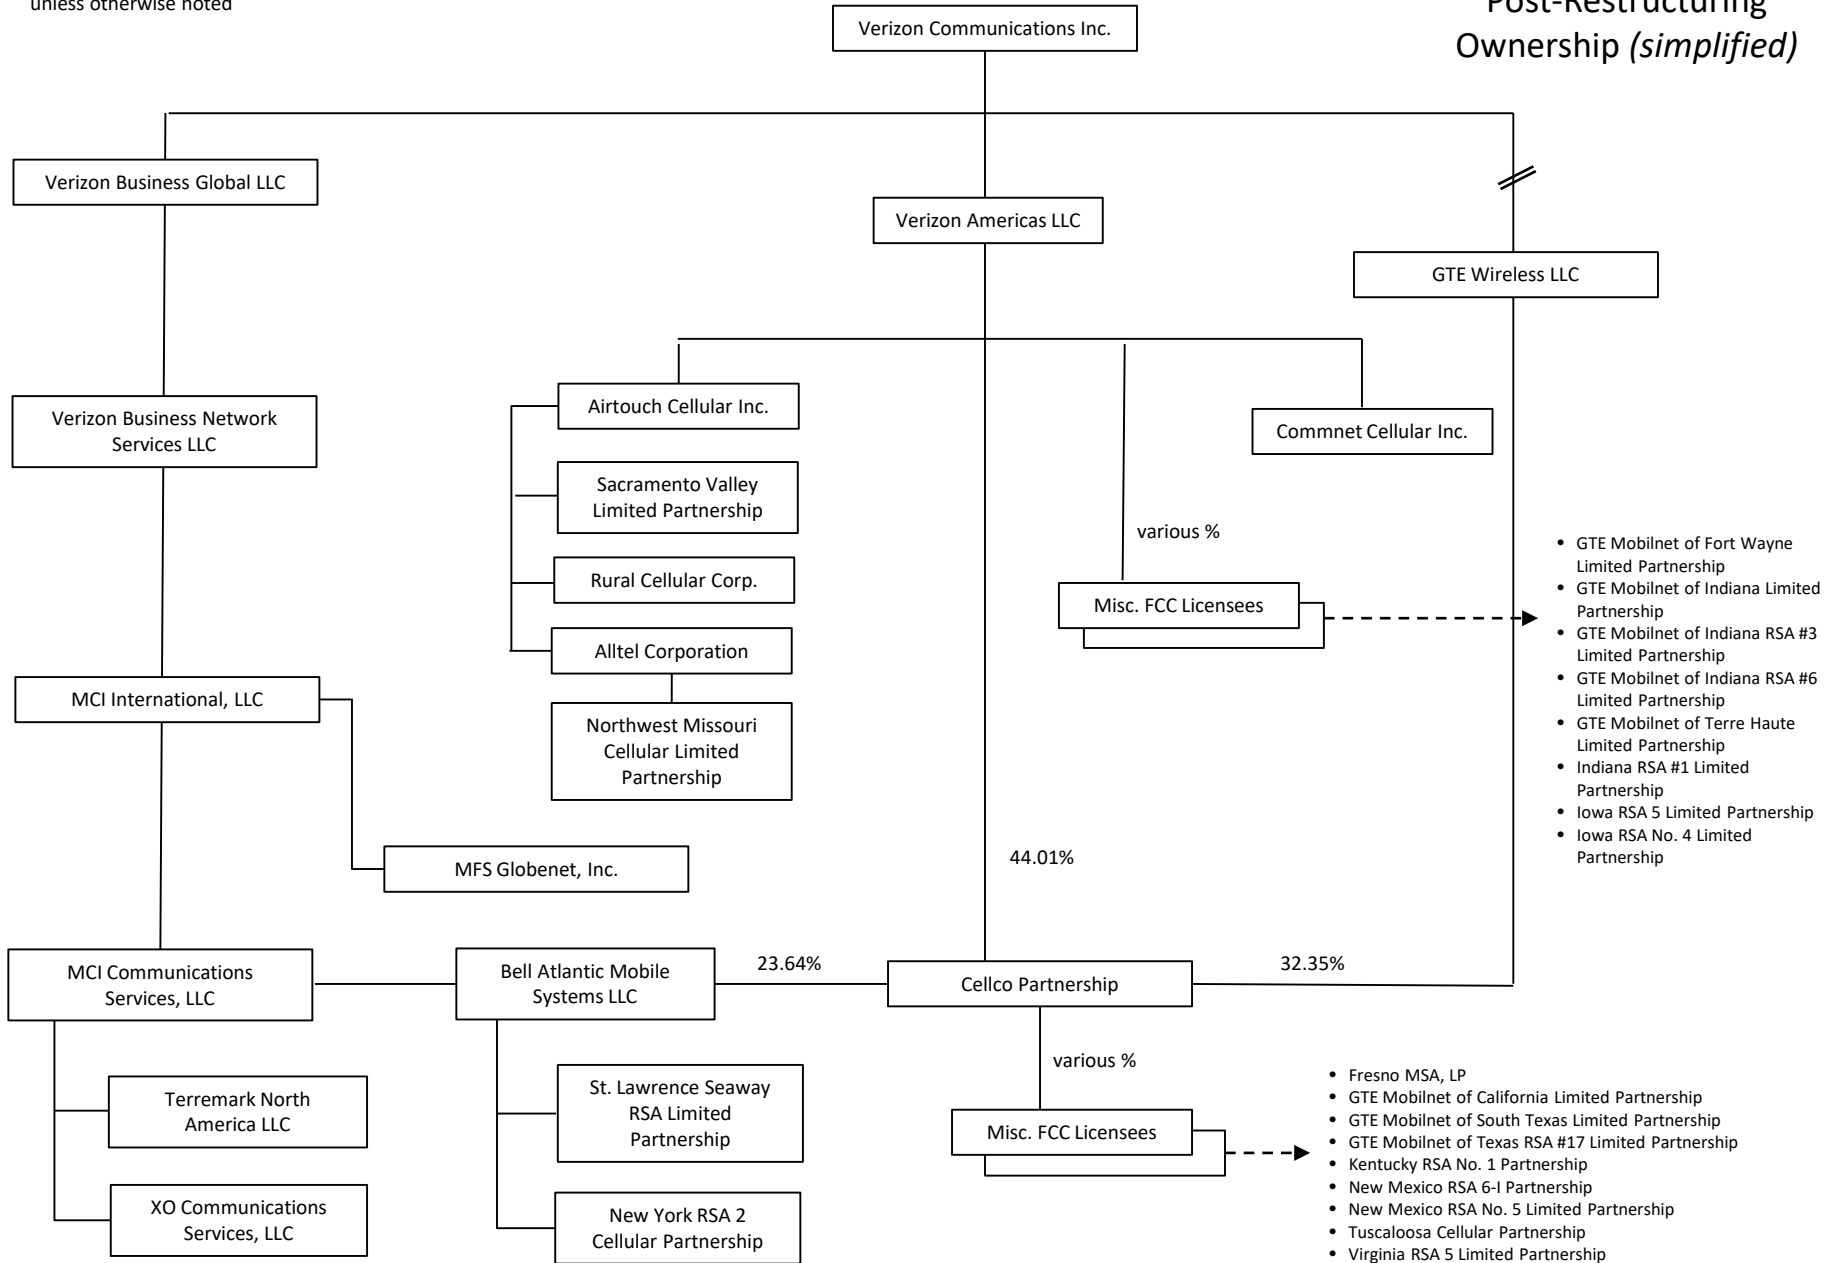 unless otherwise noted
Post-Restructuring
Ownership (simplified)
Verizon Communications Inc.
Verizon Business Global LLC
Verizon Americas LLC
GTE Wireless LLC
Verizon Business Network
Services LLC
Airtouch Cellular Inc.
Commnet Cellular Inc.
Sacramento Valley
Limited Partnership
various %
Rural Cellular Corp.
Misc. FCC Licensees
• GTE Mobilnet of Fort Wayne
Limited Partnership
• GTE Mobilnet of Indiana Limited
Partnership
• GTE Mobilnet of Indiana RSA #3
Limited Partnership
• GTE Mobilnet of Indiana RSA #6
Limited Partnership
• GTE Mobilnet of Terre Haute
Limited Partnership
• Indiana RSA #1 Limited
Partnership
• Iowa RSA 5 Limited Partnership
• Iowa RSA No. 4 Limited
Partnership
Alltel Corporation
MCI International, LLC
Northwest Missouri
Cellular Limited
Partnership
MFS Globenet, Inc.
44.01%
MCI Communications
Services, LLC
Bell Atlantic Mobile
Systems LLC
23.64%
Cellco Partnership
32.35%
various %
Terremark North
America LLC
St. Lawrence Seaway
RSA Limited
Partnership
Misc. FCC Licensees
• Fresno MSA, LP
• GTE Mobilnet of California Limited Partnership
• GTE Mobilnet of South Texas Limited Partnership
• GTE Mobilnet of Texas RSA #17 Limited Partnership
• Kentucky RSA No. 1 Partnership
• New Mexico RSA 6-I Partnership
• New Mexico RSA No. 5 Limited Partnership
• Tuscaloosa Cellular Partnership
• Virginia RSA 5 Limited Partnership
XO Communications
Services, LLC
New York RSA 2
Cellular Partnership